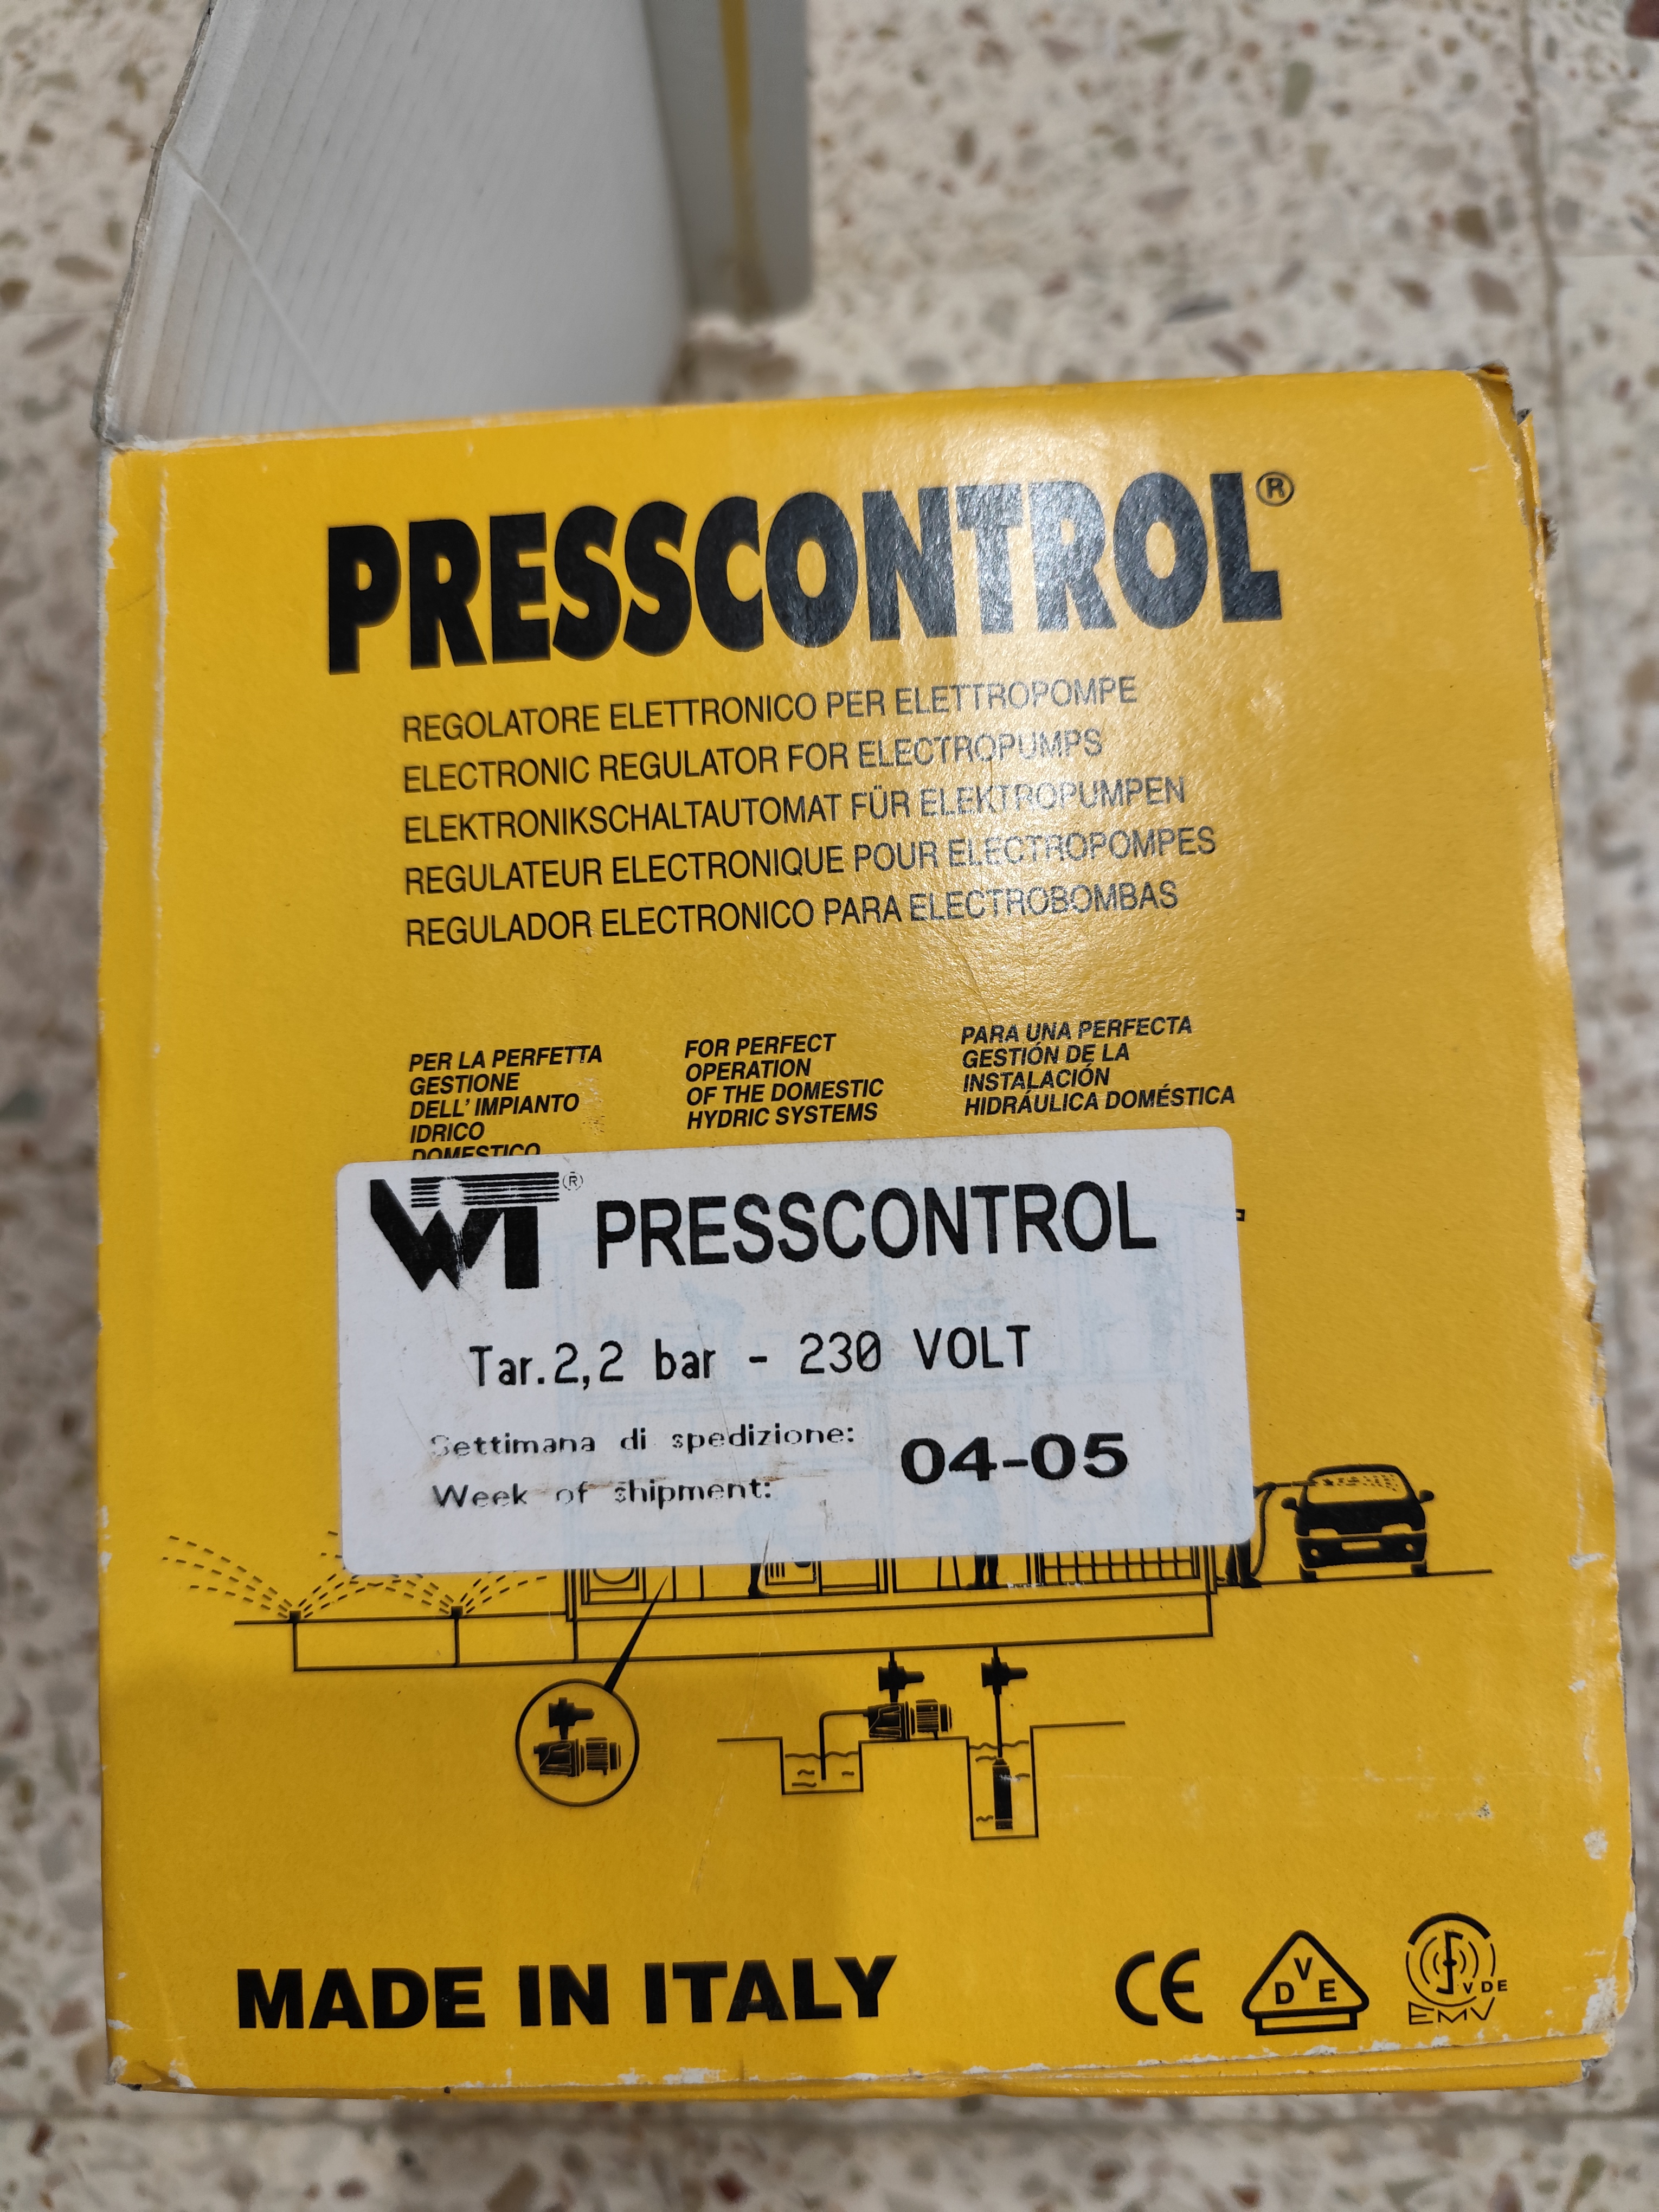 PRESSCONTROL®
REGOLATORE ELETTRONICO PER ELETTROPOMPE
ELECTRONIC REGULATOR FOR ELECTROPUMPS
ELEKTRONIKSCHALTAUTOMAT FÜR ELEKTROPUMPEN
REGULATEUR ELECTRONIQUE POUR ELECTROPOMPES
REGULADOR ELECTRONICO PARA ELECTROBOMBAS
PER LA PERFETTA
GESTIONE
DELL' IMPIANTO
IDRICO
DOMESTICO
FOR PERFECT
OPERATION
OF THE DOMESTIC
HYDRIC SYSTEMS
PARA UNA PERFECTA
GESTIÓN DE LA
INSTALACIÓN
HIDRÁULICA DOMÉSTICA
WT® PRESSCONTROL
Tar.2,2 bar - 230 VOLT
Settimana di spedizione:
Week of shipment:
04-05
MADE IN ITALY
CE
DVE
VDE
EMV